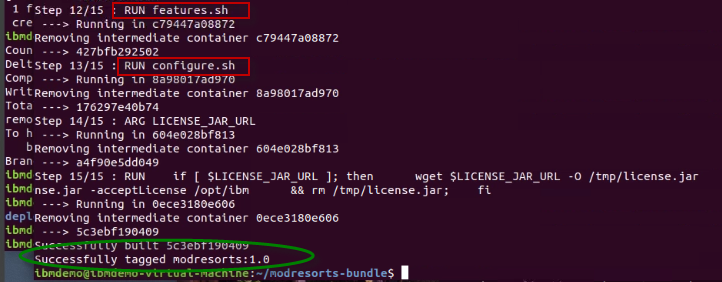 1 f Step 12/15 : RUN features.sh
cre ---> Running in c79447a08872
ibmd Removing intermediate container c79447a08872
Coun ---> 427bfb292502
Delt Step 13/15 : RUN configure.sh
Comp ---> Running in 8a98017ad970
Writ Removing intermediate container 8a98017ad970
Tota ---> 176297e40b74
remo Step 14/15 : ARG LICENSE_JAR_URL
To h ---> Running in 604e028bf813
b Removing intermediate container 604e028bf813
Bran ---> a4f90e5dd049
ibmd Step 15/15 : RUN if [ $LICENSE_JAR_URL ]; then wget $LICENSE_JAR_URL -O /tmp/license.jar
ibmd nse.jar -acceptLicense /opt/ibm && rm /tmp/license.jar; fi
ibmd ---> Running in 0ece3180e606
depl Removing intermediate container 0ece3180e606
ibmd ---> 5c3ebf190409
ibmd Successfully built 5c3ebf190409
Successfully tagged modresorts:1.0
ibmdemo@ibmdemo-virtual-machine:~/modresorts-bundle$